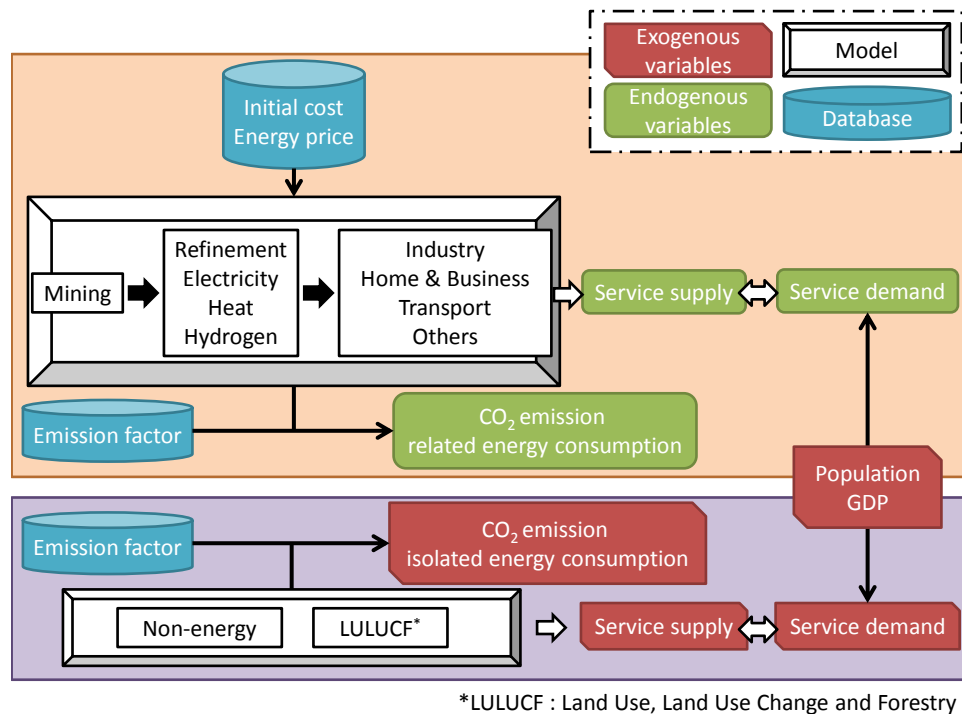 Exogenous
variables
Model
Endogenous
variables
Database
Initial cost
Energy price
Mining
Refinement
Electricity
Heat
Hydrogen
Industry
Home & Business
Transport
Others
Service supply
Service demand
Emission factor
CO₂ emission
related energy consumption
Population
GDP
Emission factor
CO₂ emission
isolated energy consumption
Non-energy
LULUCF*
Service supply
Service demand
*LULUCF : Land Use, Land Use Change and Forestry